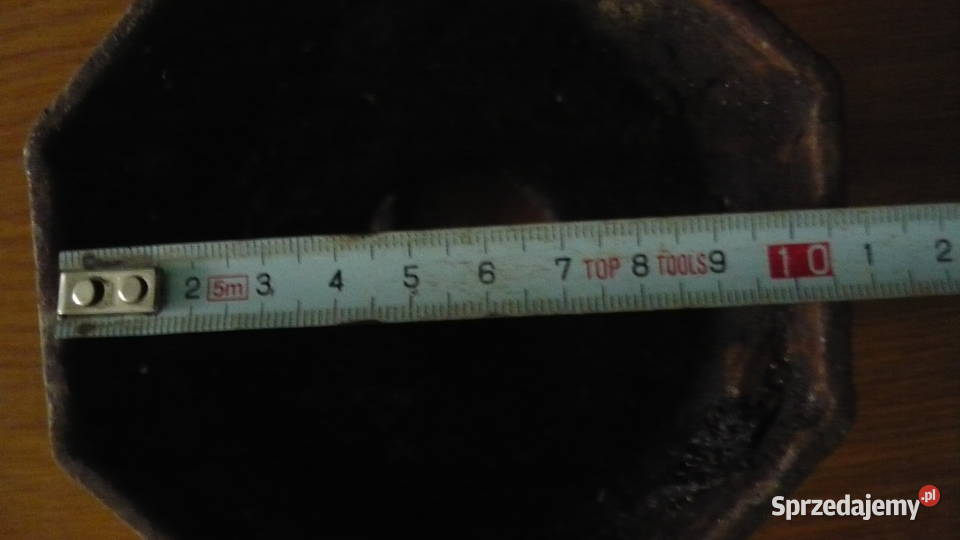 2 5m 3 4 5 6 7 TOP 8 TOOLS 9 10 1 2
Sprzedajemy.pl